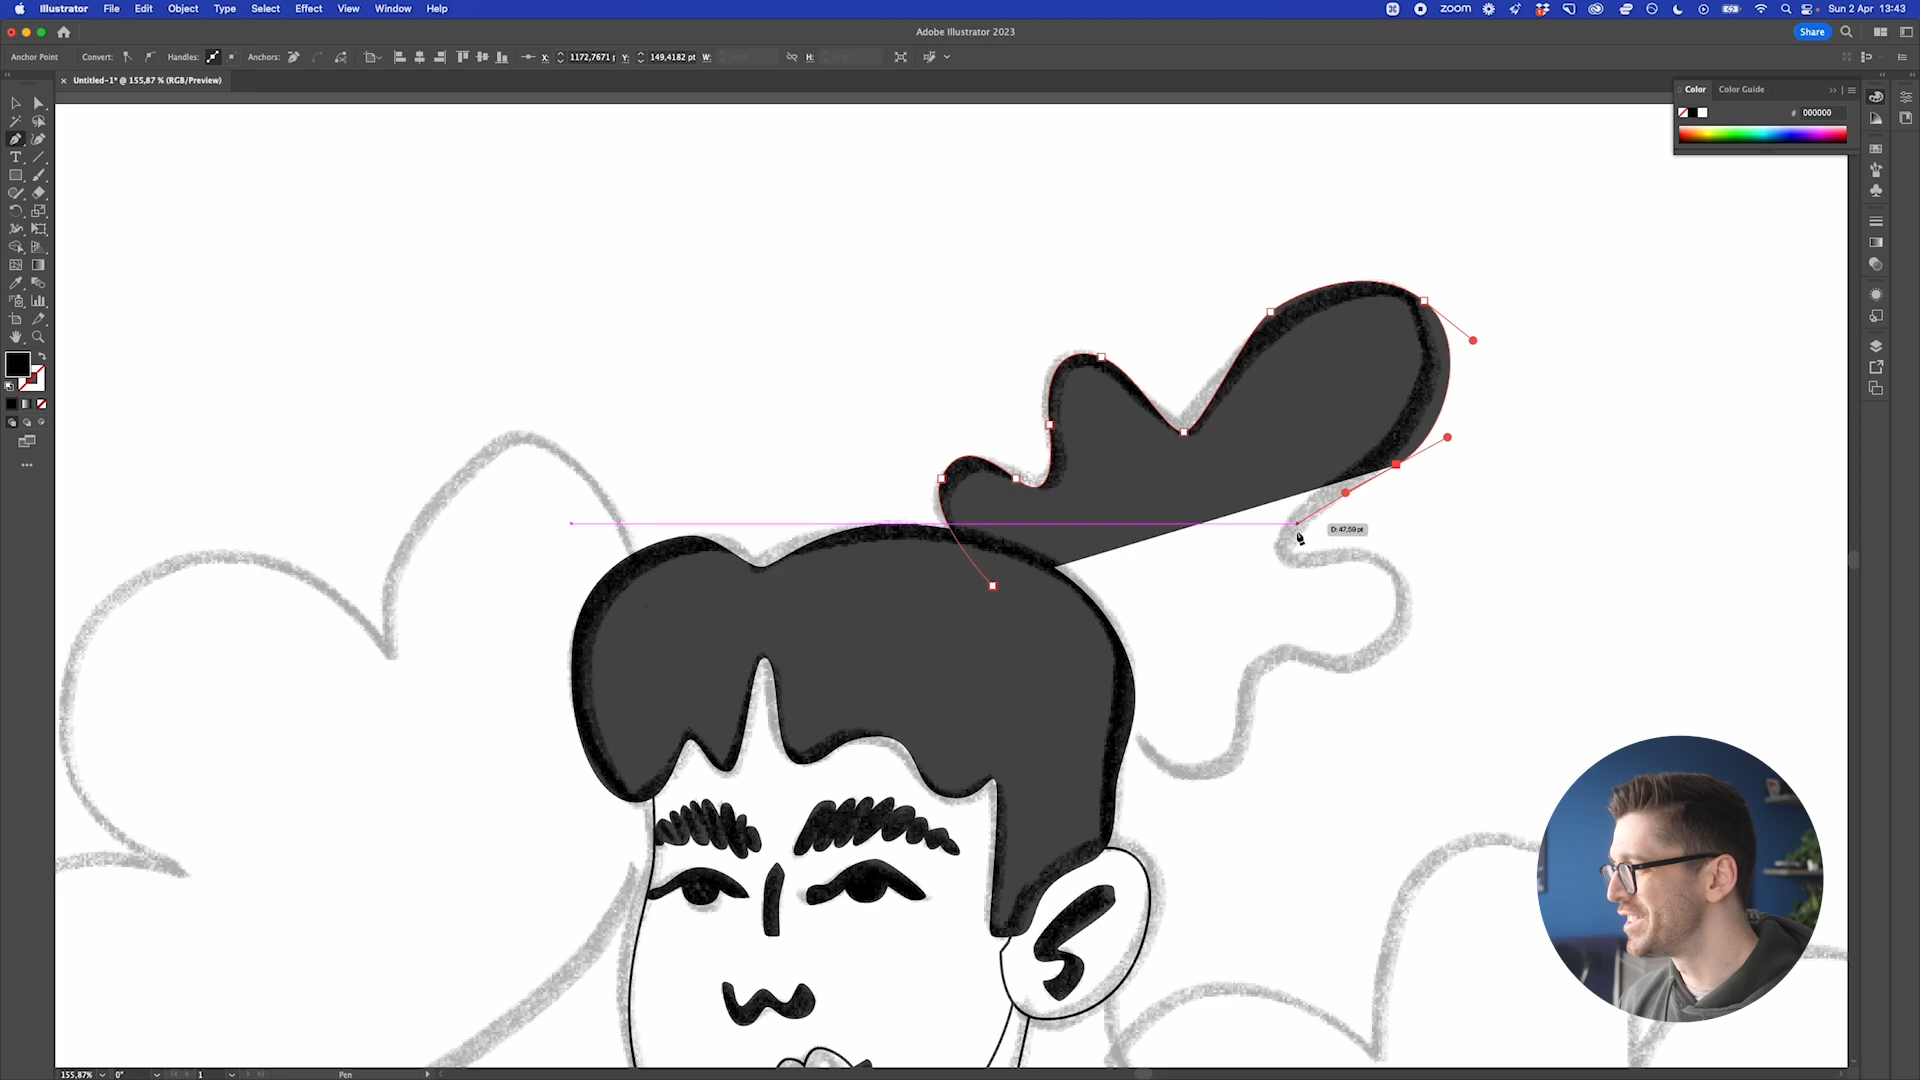 Illustrator File Edit Object Type Select Effect View Window Help
zoom Sun 2 Apr 13:43
Adobe Illustrator 2023
Share
Anchor Point Convert: Handles: Anchors: X: 1172,7671 Y: 149,4182 pt W: H:
Untitled-1* @ 155,87 % (RGB/Preview)
Color Color Guide
# 000000
D: 47,59 pt
155,87% 0° 1 Pen